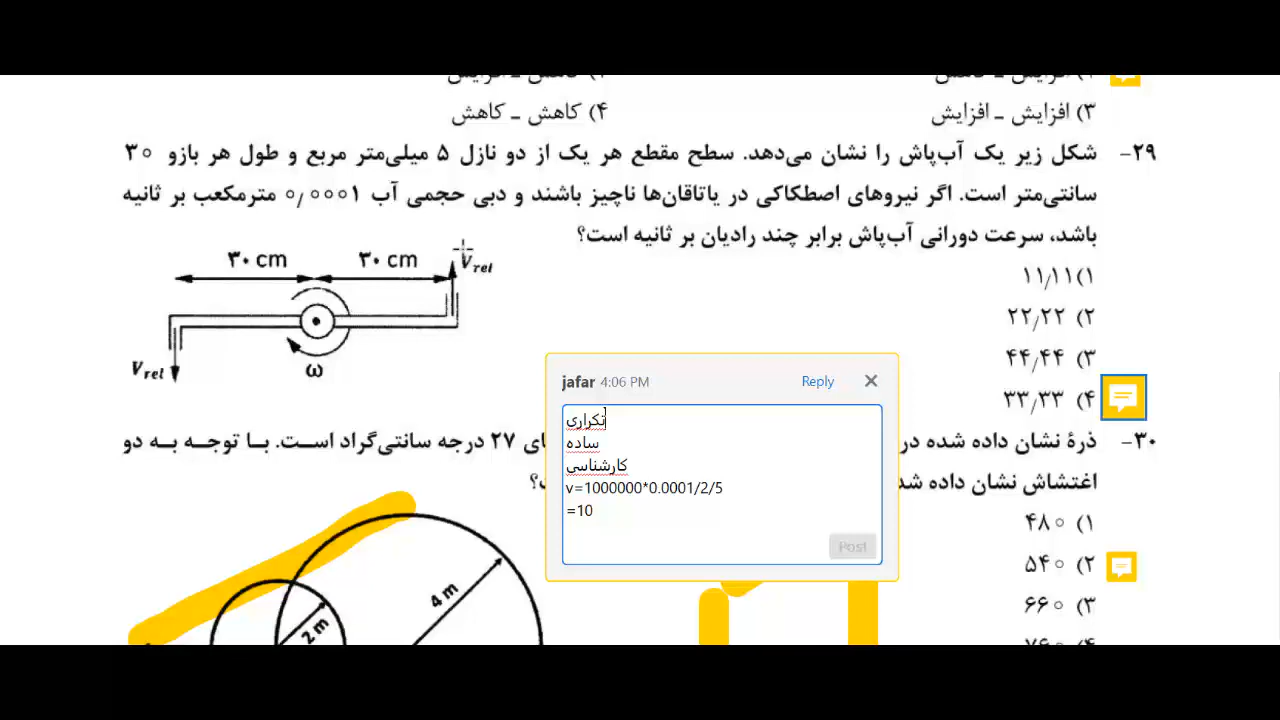 ۳) افزایش ـ افزایش
۴) کاهش ـ کاهش
۲۹- شکل زیر یک آب‌پاش را نشان می‌دهد. سطح مقطع هر یک از دو نازل ۵ میلی‌متر مربع و طول هر بازو ۳۰
سانتی‌متر است. اگر نیروهای اصطکاکی در یاتاقان‌ها ناچیز باشند و دبی حجمی آب ۰/۰۰۰۱ مترمکعب بر ثانیه
باشد، سرعت دورانی آب‌پاش برابر چند رادیان بر ثانیه است؟
۱) ۱۱/۱۱
۲) ۲۲/۲۲
۳) ۴۴/۴۴
۴) ۳۳/۳۳
۳۰ cm
۳۰ cm
Vrel
Vrel
ω
jafar 4:06 PM
Reply
تکراری
ساده
کارشناسی
v=1000000*0.0001/2/5
=10
Post
۳۰- ذرهٔ نشان داده شده در
۲۷ درجه سانتی‌گراد است. بـا توجـه بـه دو
اغتشاش نشان داده
۱) ۴۸۰
۲) ۵۴۰
۳) ۶۶۰
4 m
2 m